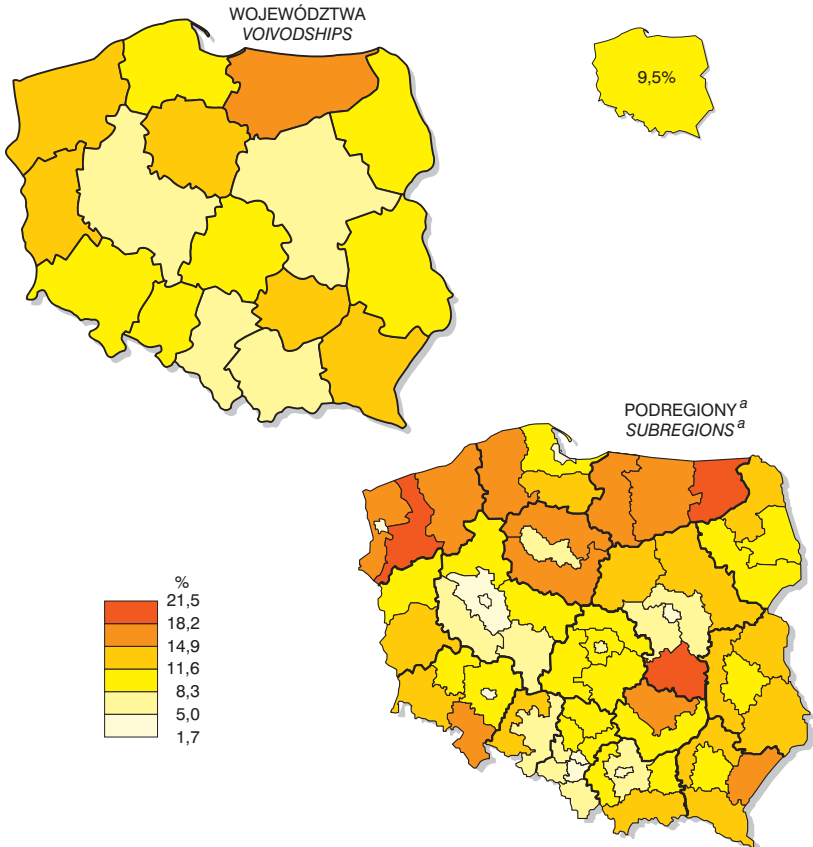 WOJEWÓDZTWA
VOIVODSHIPS
9,5%
PODREGIONY a
SUBREGIONS a
%
21,5
18,2
14,9
11,6
8,3
5,0
1,7